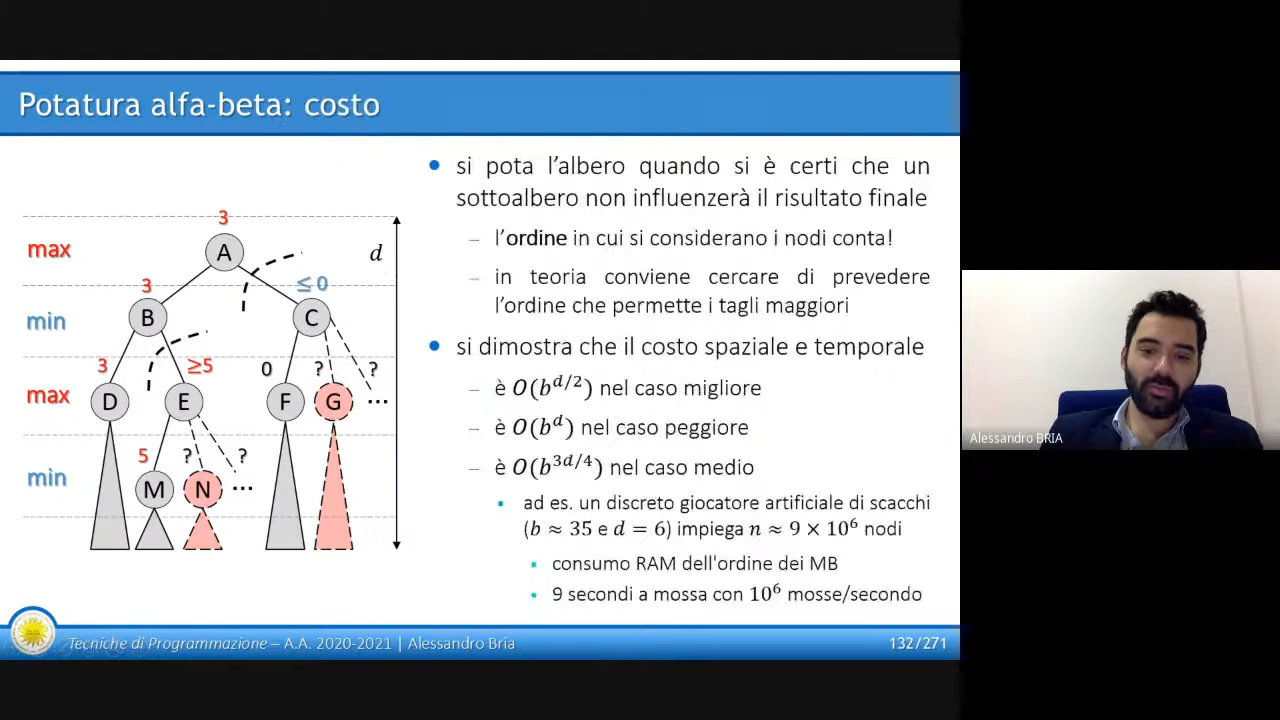 Potatura alfa-beta: costo
si pota l'albero quando si è certi che un
sottoalbero non influenzerà il risultato finale
– l'ordine in cui si considerano i nodi conta!
– in teoria conviene cercare di prevedere
l'ordine che permette i tagli maggiori
si dimostra che il costo spaziale e temporale
– è O(b^{d/2}) nel caso migliore
– è O(b^d) nel caso peggiore
– è O(b^{3d/4}) nel caso medio
ad es. un discreto giocatore artificiale di scacchi
(b ≈ 35 e d = 6) impiega n ≈ 9 × 10^6 nodi
consumo RAM dell'ordine dei MB
9 secondi a mossa con 10^6 mosse/secondo
3
max A d
3 ≤ 0
min B C
3 ≥5 0 ? ?
max D E F G ...
5 ? ?
min M N ...
Alessandro BRIA
Tecniche di Programmazione – A.A. 2020-2021 | Alessandro Bria
132/271